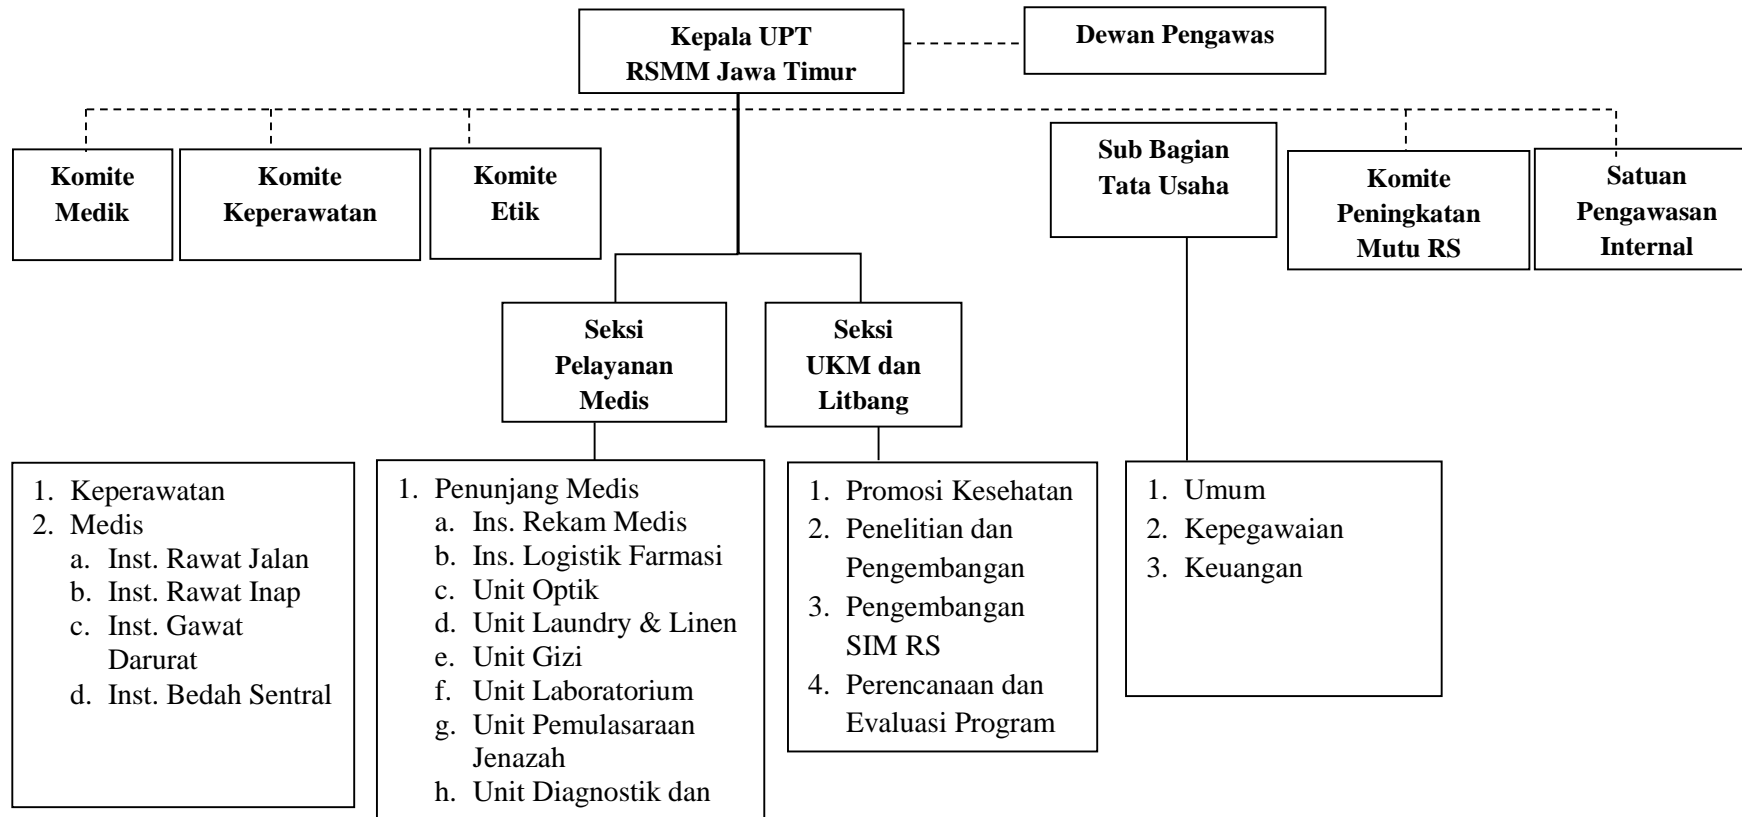 Kepala UPT
RSMM Jawa Timur
Dewan Pengawas
Komite
Medik
Komite
Keperawatan
Komite
Etik
Sub Bagian
Tata Usaha
Komite
Peningkatan
Mutu RS
Satuan
Pengawasan
Internal
Seksi
Pelayanan
Medis
Seksi
UKM dan
Litbang
1. Keperawatan
2. Medis
a. Inst. Rawat Jalan
b. Inst. Rawat Inap
c. Inst. Gawat
Darurat
d. Inst. Bedah Sentral
1. Penunjang Medis
a. Ins. Rekam Medis
b. Ins. Logistik Farmasi
c. Unit Optik
d. Unit Laundry & Linen
e. Unit Gizi
f. Unit Laboratorium
g. Unit Pemulasaraan
Jenazah
h. Unit Diagnostik dan
1. Promosi Kesehatan
2. Penelitian dan
Pengembangan
3. Pengembangan
SIM RS
4. Perencanaan dan
Evaluasi Program
1. Umum
2. Kepegawaian
3. Keuangan